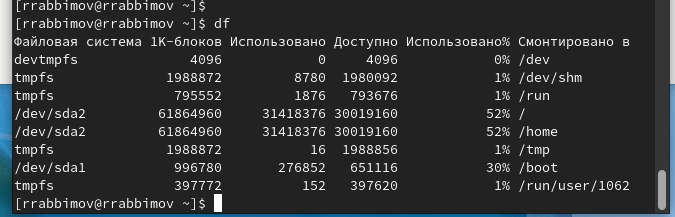 [rrabbimov@rrabbimov ~]$
[rrabbimov@rrabbimov ~]$ df
Файловая система 1K-блоков Использовано Доступно Использовано% Смонтировано в
devtmpfs 4096 0 4096 0% /dev
tmpfs 1988872 8780 1980092 1% /dev/shm
tmpfs 795552 1876 793676 1% /run
/dev/sda2 61864960 31418376 30019160 52% /
/dev/sda2 61864960 31418376 30019160 52% /home
tmpfs 1988872 16 1988856 1% /tmp
/dev/sda1 996780 276852 651116 30% /boot
tmpfs 397772 152 397620 1% /run/user/1062
[rrabbimov@rrabbimov ~]$